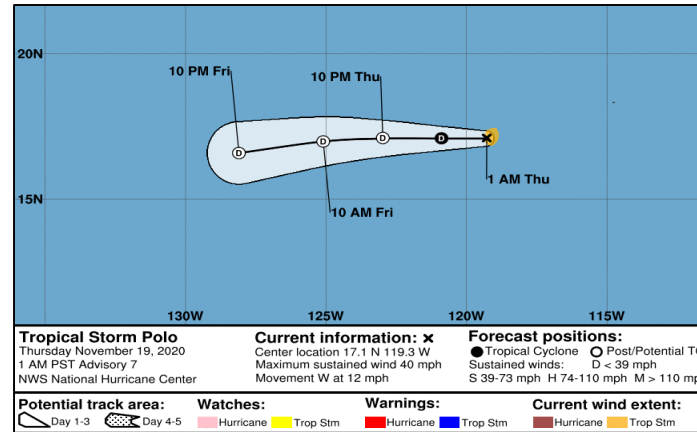 20N
10 PM Fri
10 PM Thu
15N
1 AM Thu
10 AM Fri
130W 125W 120W 115W
D D D D
Tropical Storm Polo
Thursday November 19, 2020
1 AM PST Advisory 7
NWS National Hurricane Center
Current information: x
Center location 17.1 N 119.3 W
Maximum sustained wind 40 mph
Movement W at 12 mph
Forecast positions:
Tropical Cyclone Post/Potential TC
Sustained winds: D < 39 mph
S 39-73 mph H 74-110 mph M > 110 mph
Potential track area:
Day 1-3 Day 4-5
Watches:
Hurricane Trop Stm
Warnings:
Hurricane Trop Stm
Current wind extent:
Hurricane Trop Stm